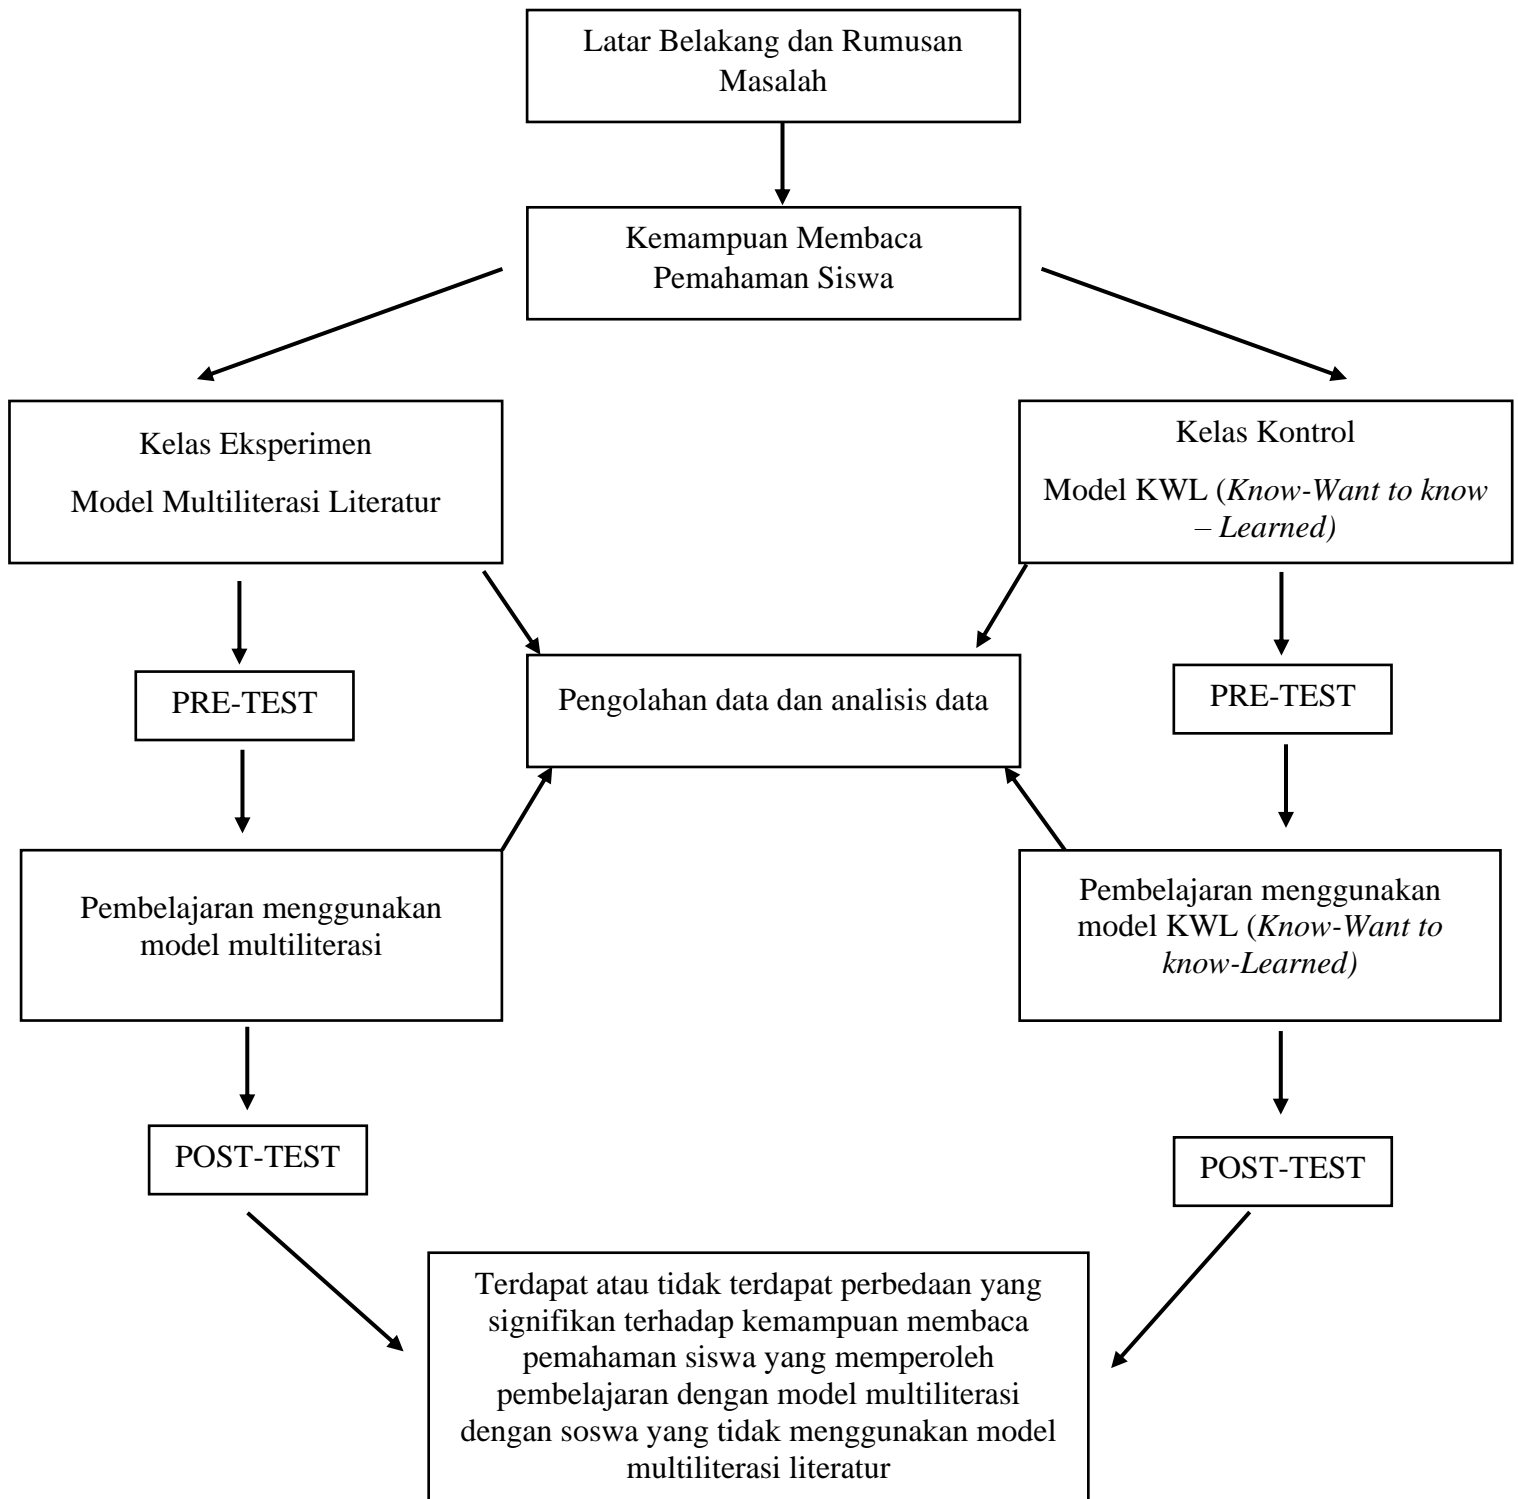 Latar Belakang dan Rumusan
Masalah
Kemampuan Membaca
Pemahaman Siswa
Kelas Eksperimen
Model Multiliterasi Literatur
Kelas Kontrol
Model KWL (Know-Want to know
– Learned)
PRE-TEST
Pengolahan data dan analisis data
PRE-TEST
Pembelajaran menggunakan
model multiliterasi
Pembelajaran menggunakan
model KWL (Know-Want to
know-Learned)
POST-TEST
POST-TEST
Terdapat atau tidak terdapat perbedaan yang
signifikan terhadap kemampuan membaca
pemahaman siswa yang memperoleh
pembelajaran dengan model multiliterasi
dengan soswa yang tidak menggunakan model
multiliterasi literatur